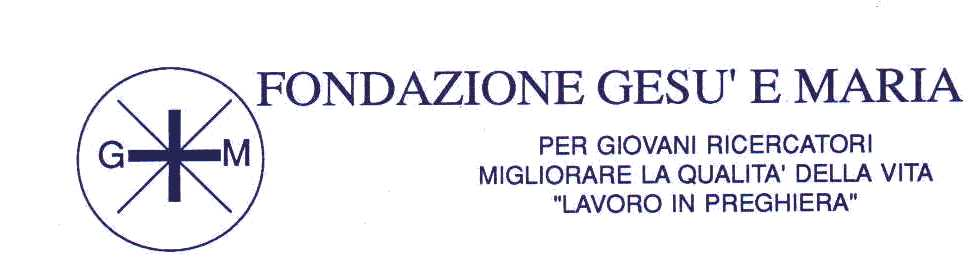 FONDAZIONE GESU' E MARIA
G M
PER GIOVANI RICERCATORI
MIGLIORARE LA QUALITA' DELLA VITA
"LAVORO IN PREGHIERA"